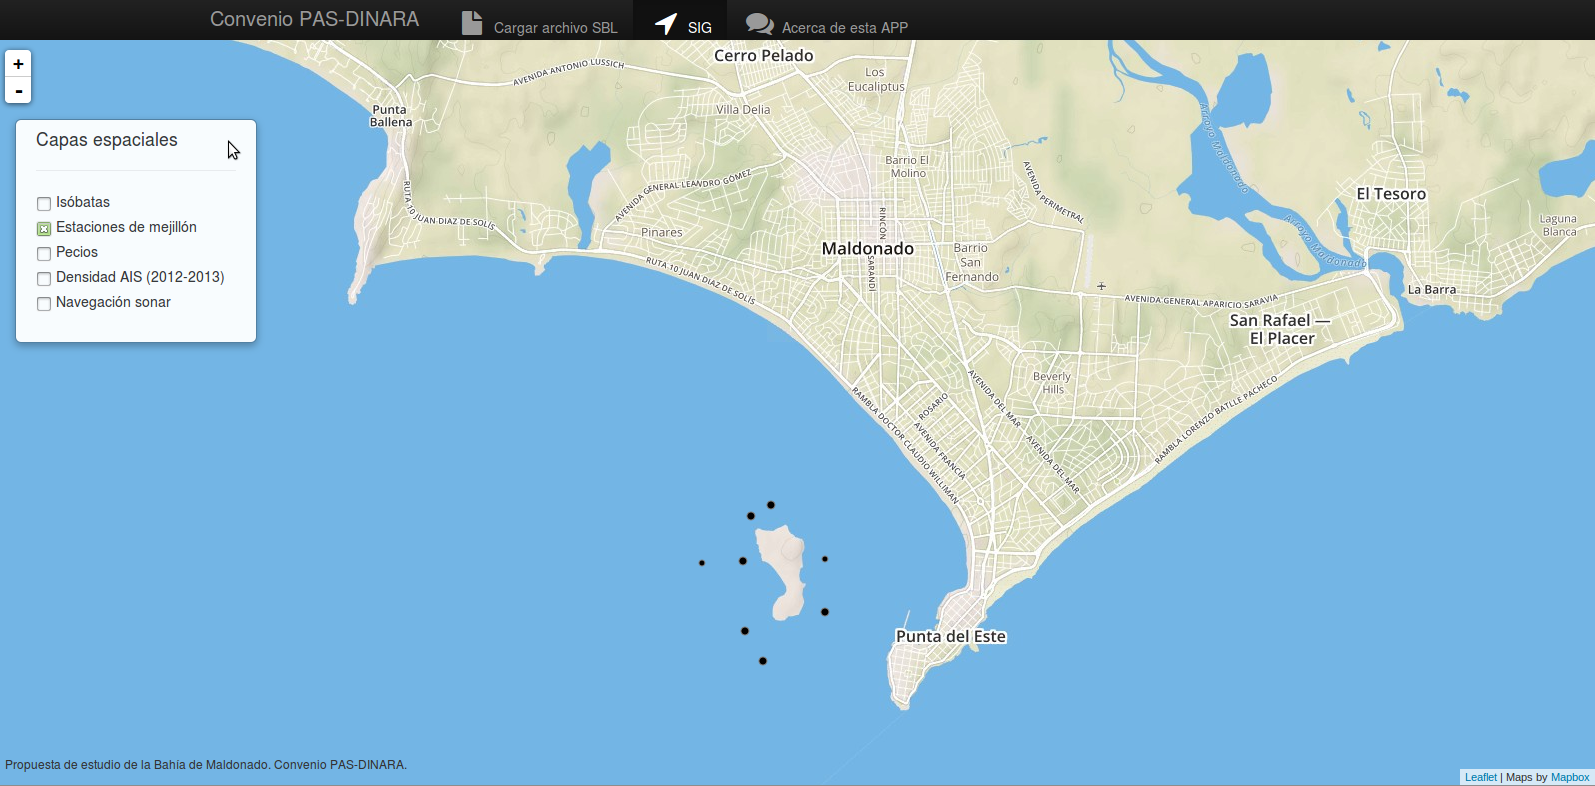 Convenio PAS-DINARA
Cargar archivo SBL
SIG
Acerca de esta APP
+
-
Capas espaciales
Isóbatas
Estaciones de mejillón
Pecios
Densidad AIS (2012-2013)
Navegación sonar
Cerro Pelado
AVENIDA ANTONIO LUSSICH
Los
Eucaliptus
Punta
Ballena
Villa Delia
Arroyo Maldonado
Barrio El
Molino
AVENIDA GENERAL LEANDRO GÓMEZ
AVENIDA PERIMETRAL
El Tesoro
RUTA 10 JUAN DIAZ DE SOLÍS
Pinares
RINCÓN
Maldonado
SARANDÍ
Barrio
San
Fernando
Arroyo Maldonado
Laguna
Blanca
RUTA 10 JUAN DIAZ DE SOLÍS
AVENIDA GENERAL APARICIO SARAVIA
La Barra
San Rafael —
El Placer
Beverly
Hills
RAMBLA DOCTOR CLAUDIO WILLIMAN
ROSARIO
AVENIDA FRANCIA
AVENIDA DEL MAR
AVENIDA DEL MAR
RAMBLA LORENZO BATLLE PACHECO
Punta del Este
Propuesta de estudio de la Bahía de Maldonado. Convenio PAS-DINARA.
Leaflet | Maps by Mapbox